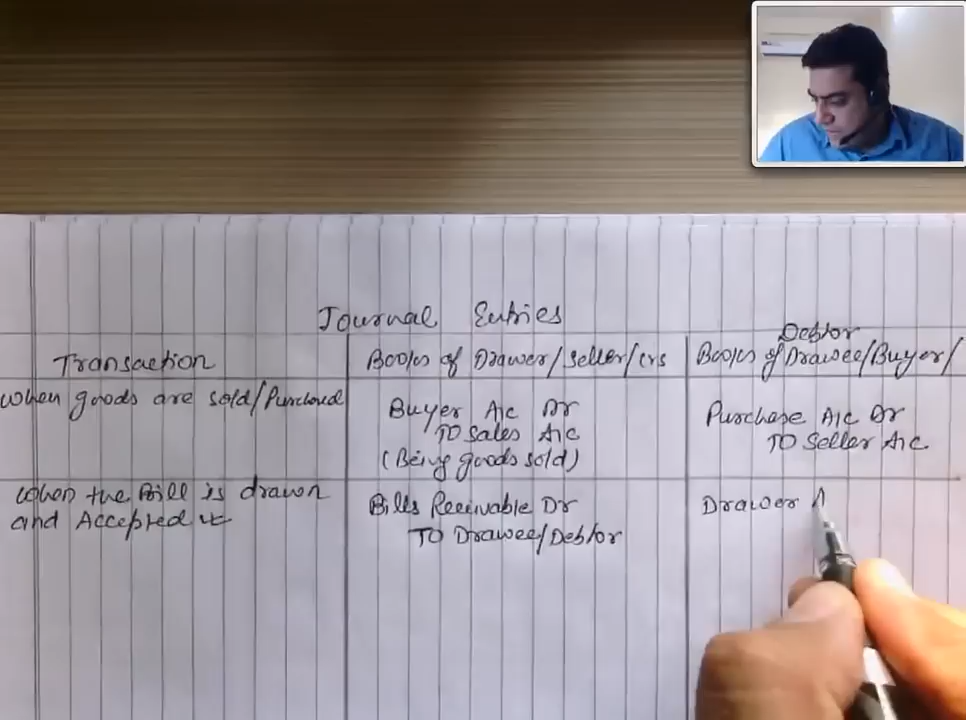 Journal Entries
Transaction
Books of Drawer/Seller/Crs
Debtor
Books of Drawee/Buyer/
When goods are sold/Purchased
Buyer A/c Dr
To Sales A/c
(Being goods sold)
Purchase A/c Dr
To Seller A/c
When the Bill is drawn
and Accepted it
Bills Receivable Dr
To Drawee/Debtor
Drawer A